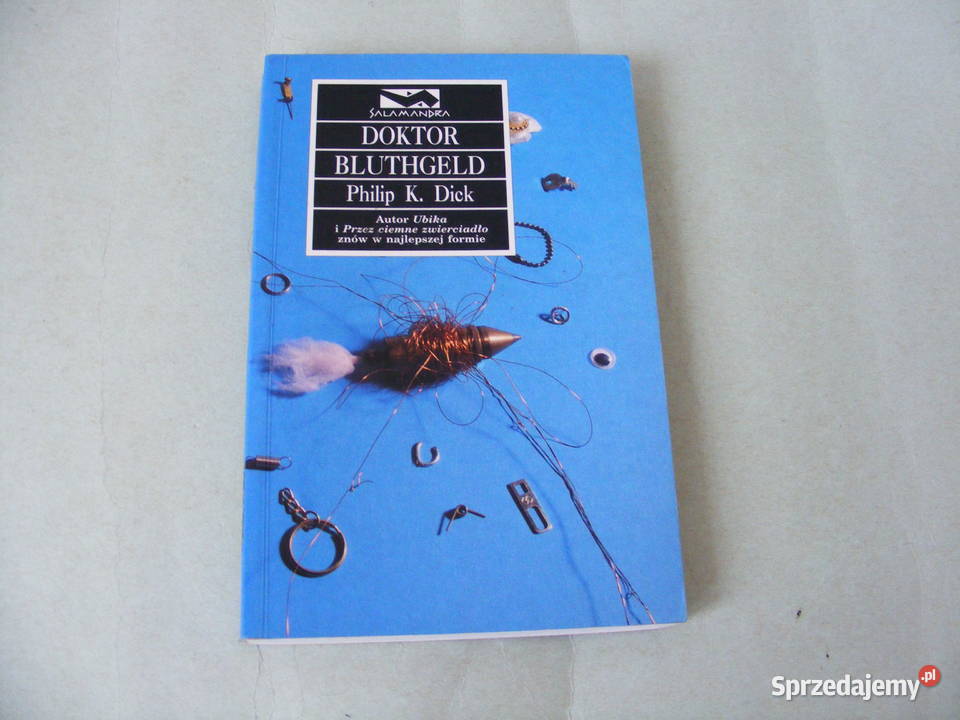 SALAMANDRA
DOKTOR
BLUTHGELD
Philip K. Dick
Autor Ubika
i Przez ciemne zwierciadło
znów w najlepszej formie
Sprzedajemy.pl